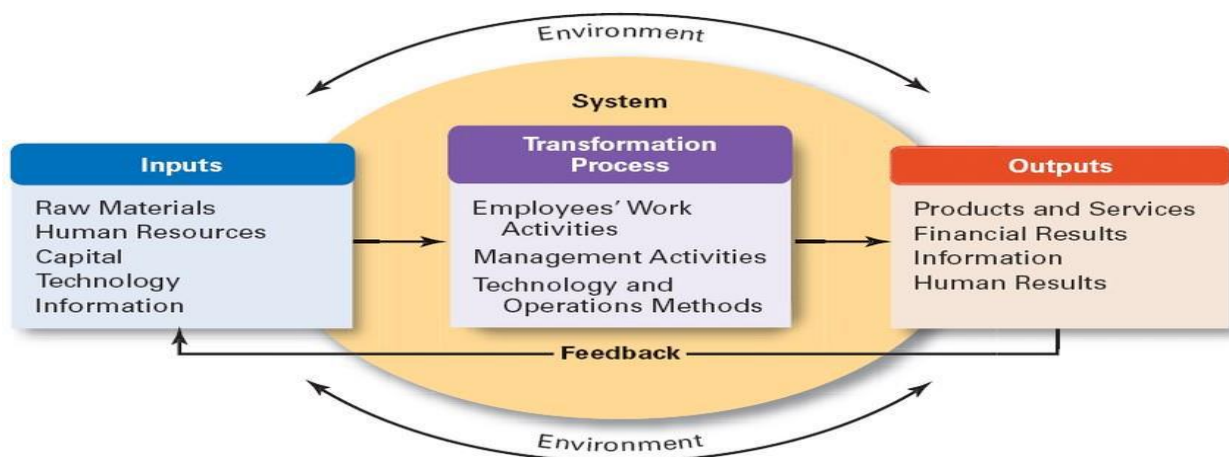 Environment
System
Inputs
Raw Materials
Human Resources
Capital
Technology
Information
Transformation
Process
Employees' Work
Activities
Management Activities
Technology and
Operations Methods
Outputs
Products and Services
Financial Results
Information
Human Results
Feedback
Environment